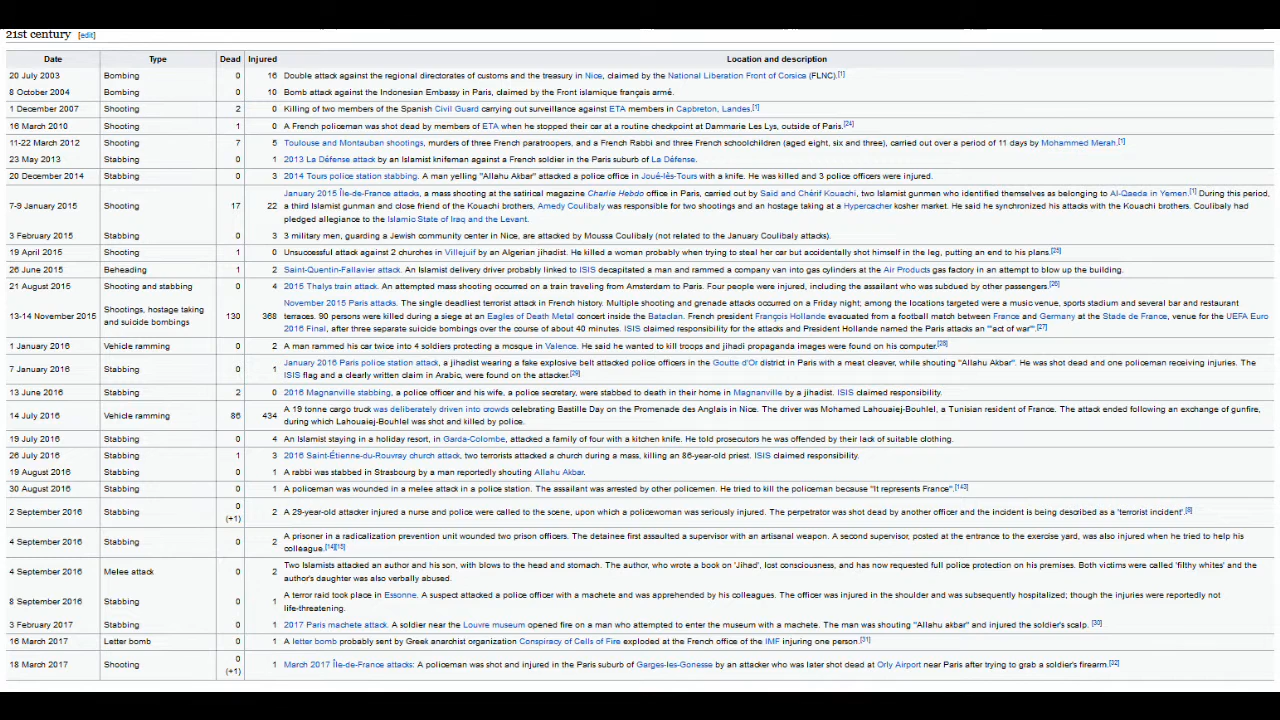 21st century [edit]
Date Type Dead Injured Location and description
20 July 2003 Bombing 0 16 Double attack against the regional directorates of customs and the treasury in Nice, claimed by the National Liberation Front of Corsica (FLNC).[1]
8 October 2004 Bombing 0 10 Bomb attack against the Indonesian Embassy in Paris, claimed by the Front islamique français armé.
1 December 2007 Shooting 2 0 Killing of two members of the Spanish Civil Guard carrying out surveillance against ETA members in Capbreton, Landes.[1]
16 March 2010 Shooting 1 0 A French policeman was shot dead by members of ETA when he stopped their car at a routine checkpoint at Dammarie Les Lys, outside of Paris.[24]
11-22 March 2012 Shooting 7 5 Toulouse and Montauban shootings, murders of three French paratroopers, and a French Rabbi and three French schoolchildren (aged eight, six and three), carried out over a period of 11 days by Mohammed Merah.[1]
23 May 2013 Stabbing 0 1 2013 La Défense attack by an Islamist knifeman against a French soldier in the Paris suburb of La Défense.
20 December 2014 Stabbing 0 3 2014 Tours police station stabbing. A man yelling "Allahu Akbar" attacked a police office in Joué-lès-Tours with a knife. He was killed and 3 police officers were injured.
January 2015 Île-de-France attacks, a mass shooting at the satirical magazine Charlie Hebdo office in Paris, carried out by Saïd and Chérif Kouachi, two Islamist gunmen who identified themselves as belonging to Al-Qaeda in Yemen.[1] During this period,
7-9 January 2015 Shooting 17 22 a third Islamist gunman and close friend of the Kouachi brothers, Amedy Coulibaly was responsible for two shootings and an hostage taking at a Hypercacher kosher market. He said he synchronized his attacks with the Kouachi brothers. Coulibaly had
pledged allegiance to the Islamic State of Iraq and the Levant.
3 February 2015 Stabbing 0 3 3 military men, guarding a Jewish community center in Nice, are attacked by Moussa Coulibaly (not related to the January Coulibaly attacks).
19 April 2015 Shooting 1 0 Unsuccessful attack against 2 churches in Villejuif by an Algerian jihadist. He killed a woman probably when trying to steal her car but accidentally shot himself in the leg, putting an end to his plans.[25]
26 June 2015 Beheading 1 2 Saint-Quentin-Fallavier attack. An Islamist delivery driver probably linked to ISIS decapitated a man and rammed a company van into gas cylinders at the Air Products gas factory in an attempt to blow up the building.
21 August 2015 Shooting and stabbing 0 4 2015 Thalys train attack. An attempted mass shooting occurred on a train traveling from Amsterdam to Paris. Four people were injured, including the assailant who was subdued by other passengers.[26]
November 2015 Paris attacks. The single deadliest terrorist attack in French history. Multiple shooting and grenade attacks occurred on a Friday night; among the locations targeted were a music venue, sports stadium and several bar and restaurant
13-14 November 2015 Shootings, hostage taking and suicide bombings 130 368 terraces. 90 persons were killed during a siege at an Eagles of Death Metal concert inside the Bataclan. French president François Hollande evacuated from a football match between France and Germany at the Stade de France, venue for the UEFA Euro
2016 Final, after three separate suicide bombings over the course of about 40 minutes. ISIS claimed responsibility for the attacks and President Hollande named the Paris attacks an "'act of war'".[27]
1 January 2016 Vehicle ramming 0 2 A man rammed his car twice into 4 soldiers protecting a mosque in Valence. He said he wanted to kill troops and jihadi propaganda images were found on his computer.[28]
January 2016 Paris police station attack, a jihadist wearing a fake explosive belt attacked police officers in the Goutte d'Or district in Paris with a meat cleaver, while shouting "Allahu Akbar". He was shot dead and one policeman receiving injuries. The
7 January 2016 Stabbing 0 1 ISIS flag and a clearly written claim in Arabic, were found on the attacker.[29]
13 June 2016 Stabbing 2 0 2016 Magnanville stabbing, a police officer and his wife, a police secretary, were stabbed to death in their home in Magnanville by a jihadist. ISIS claimed responsibility.
A 19 tonne cargo truck was deliberately driven into crowds celebrating Bastille Day on the Promenade des Anglais in Nice. The driver was Mohamed Lahouaiej-Bouhlel, a Tunisian resident of France. The attack ended following an exchange of gunfire,
14 July 2016 Vehicle ramming 86 434 during which Lahouaiej-Bouhlel was shot and killed by police.
19 July 2016 Stabbing 0 4 An Islamist staying in a holiday resort, in Garda-Colombe, attacked a family of four with a kitchen knife. He told prosecutors he was offended by their lack of suitable clothing.
26 July 2016 Stabbing 1 3 2016 Saint-Étienne-du-Rouvray church attack, two terrorists attacked a church during a mass, killing an 86-year-old priest. ISIS claimed responsibility.
19 August 2016 Stabbing 0 1 A rabbi was stabbed in Strasbourg by a man reportedly shouting Allahu Akbar.
30 August 2016 Stabbing 0 1 A policeman was wounded in a melee attack in a police station. The assailant was arrested by other policemen. He tried to kill the policeman because "It represents France".[143]
2 September 2016 Stabbing 0 (+1) 2 A 29-year-old attacker injured a nurse and police were called to the scene, upon which a policewoman was seriously injured. The perpetrator was shot dead by another officer and the incident is being described as a 'terrorist incident'.[8]
A prisoner in a radicalization prevention unit wounded two prison officers. The detainee first assaulted a supervisor with an artisanal weapon. A second supervisor, posted at the entrance to the exercise yard, was also injured when he tried to help his
4 September 2016 Stabbing 0 2 colleague.[14][15]
Two Islamists attacked an author and his son, with blows to the head and stomach. The author, who wrote a book on 'Jihad', lost consciousness, and has now requested full police protection on his premises. Both victims were called 'filthy whites' and the
4 September 2016 Melee attack 0 2 author's daughter was also verbally abused.
A terror raid took place in Essonne. A suspect attacked a police officer with a machete and was apprehended by his colleagues. The officer was injured in the shoulder and was subsequently hospitalized; though the injuries were reportedly not
8 September 2016 Stabbing 0 1 life-threatening.
3 February 2017 Stabbing 0 1 2017 Paris machete attack. A soldier near the Louvre museum opened fire on a man who attempted to enter the museum with a machete. The man was shouting "Allahu akbar" and injured the soldier's scalp. [30]
16 March 2017 Letter bomb 0 1 A letter bomb probably sent by Greek anarchist organization Conspiracy of Cells of Fire exploded at the French office of the IMF injuring one person.[31]
18 March 2017 Shooting 0 (+1) 1 March 2017 Île-de-France attacks: A policeman was shot and injured in the Paris suburb of Garges-les-Gonesse by an attacker who was later shot dead at Orly Airport near Paris after trying to grab a soldier's firearm.[32]